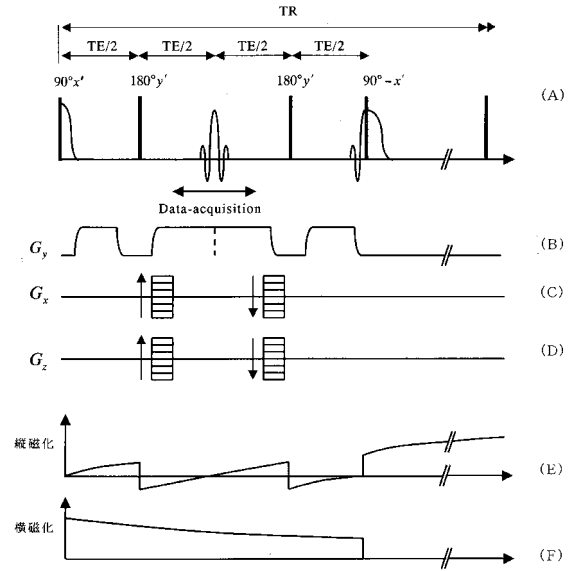 TR
TE/2 TE/2 TE/2 TE/2
90°x' 180°y' 180°y' 90°-x'
(A)
Data-acquisition
Gy (B)
Gx (C)
Gz (D)
縦磁化 (E)
横磁化 (F)